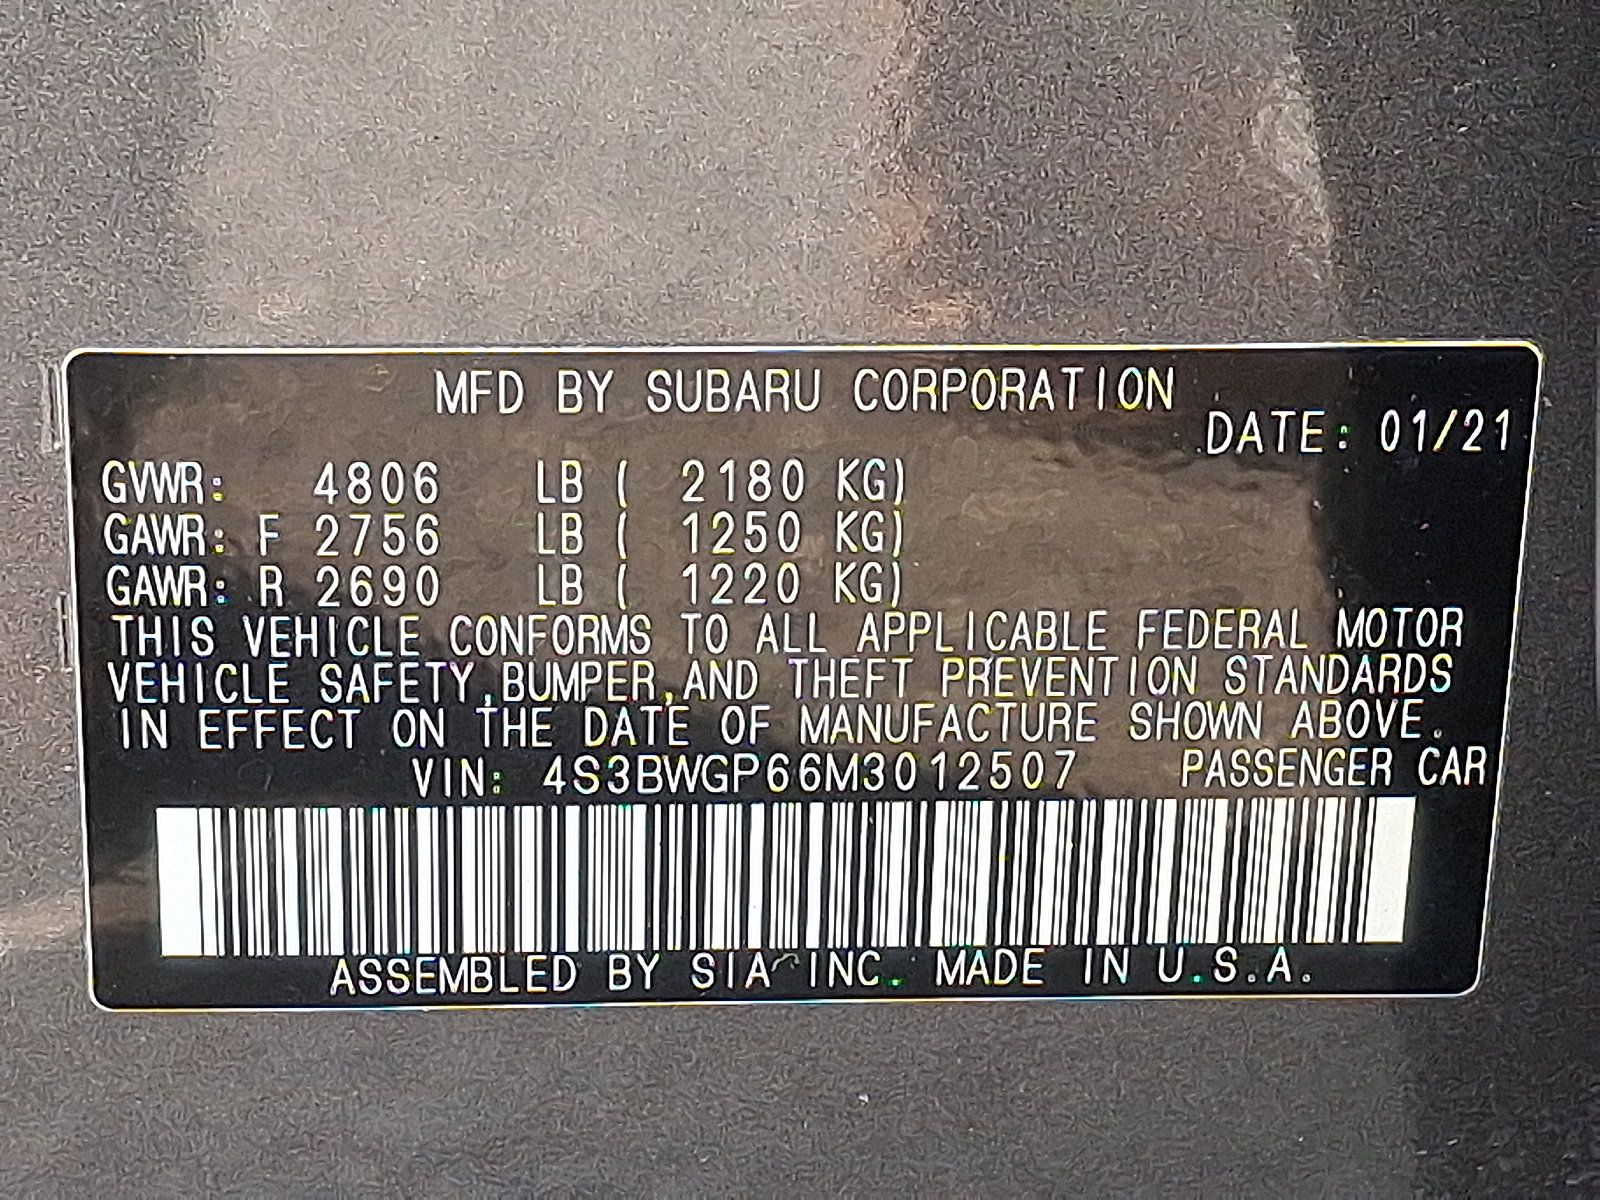 MFD BY SUBARU CORPORATION
DATE: 01/21
GVWR: 4806 LB ( 2180 KG)
GAWR: F 2756 LB ( 1250 KG)
GAWR: R 2690 LB ( 1220 KG)
THIS VEHICLE CONFORMS TO ALL APPLICABLE FEDERAL MOTOR
VEHICLE SAFETY,BUMPER,AND THEFT PREVENTION STANDARDS
IN EFFECT ON THE DATE OF MANUFACTURE SHOWN ABOVE.
VIN: 4S3BWGP66M3012507 PASSENGER CAR
ASSEMBLED BY SIA INC. MADE IN U.S.A.